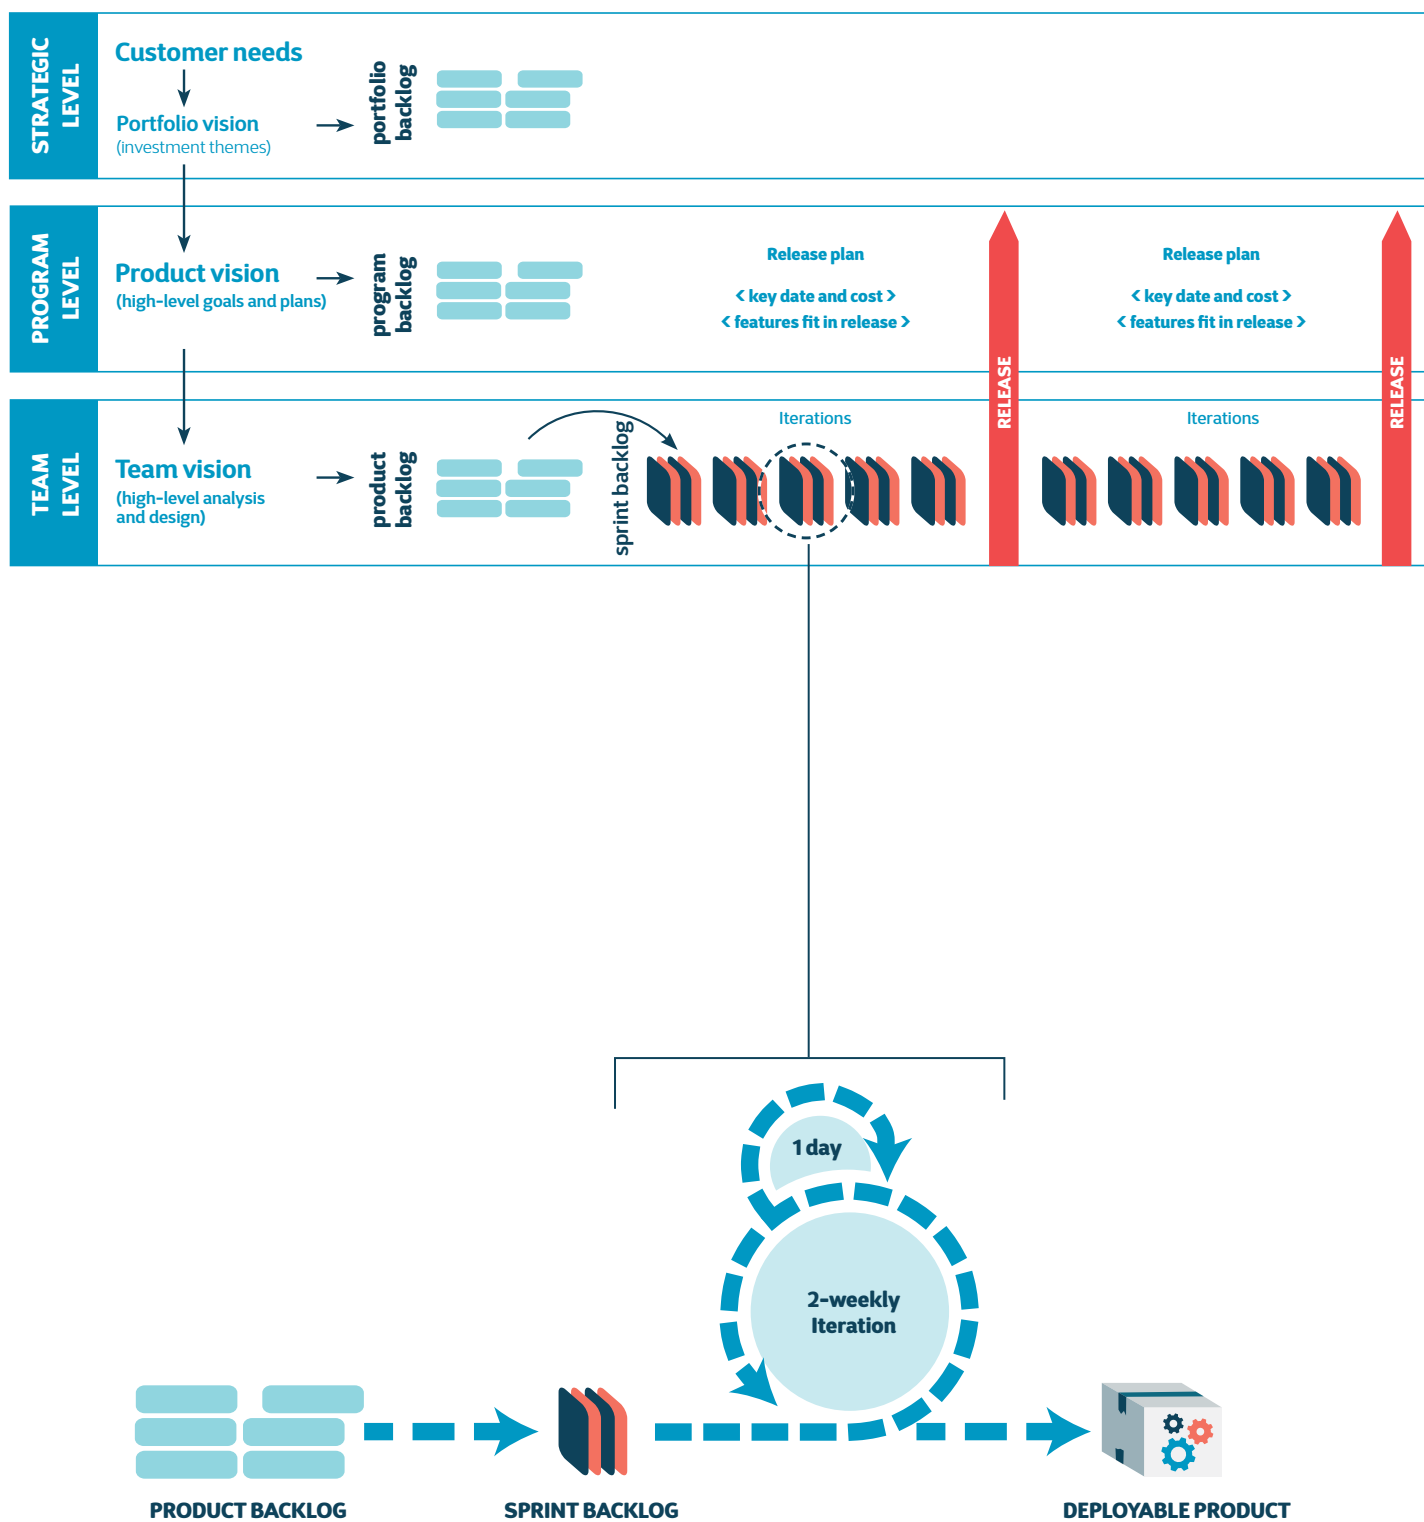 STRATEGIC
LEVEL
Customer needs
Portfolio vision
(investment themes)
portfolio
backlog
PROGRAM
LEVEL
Product vision
(high-level goals and plans)
program
backlog
Release plan
< key date and cost >
< features fit in release >
RELEASE
Release plan
< key date and cost >
< features fit in release >
RELEASE
TEAM
LEVEL
Team vision
(high-level analysis
and design)
product
backlog
sprint backlog
Iterations
Iterations
1 day
2-weekly
Iteration
PRODUCT BACKLOG
SPRINT BACKLOG
DEPLOYABLE PRODUCT